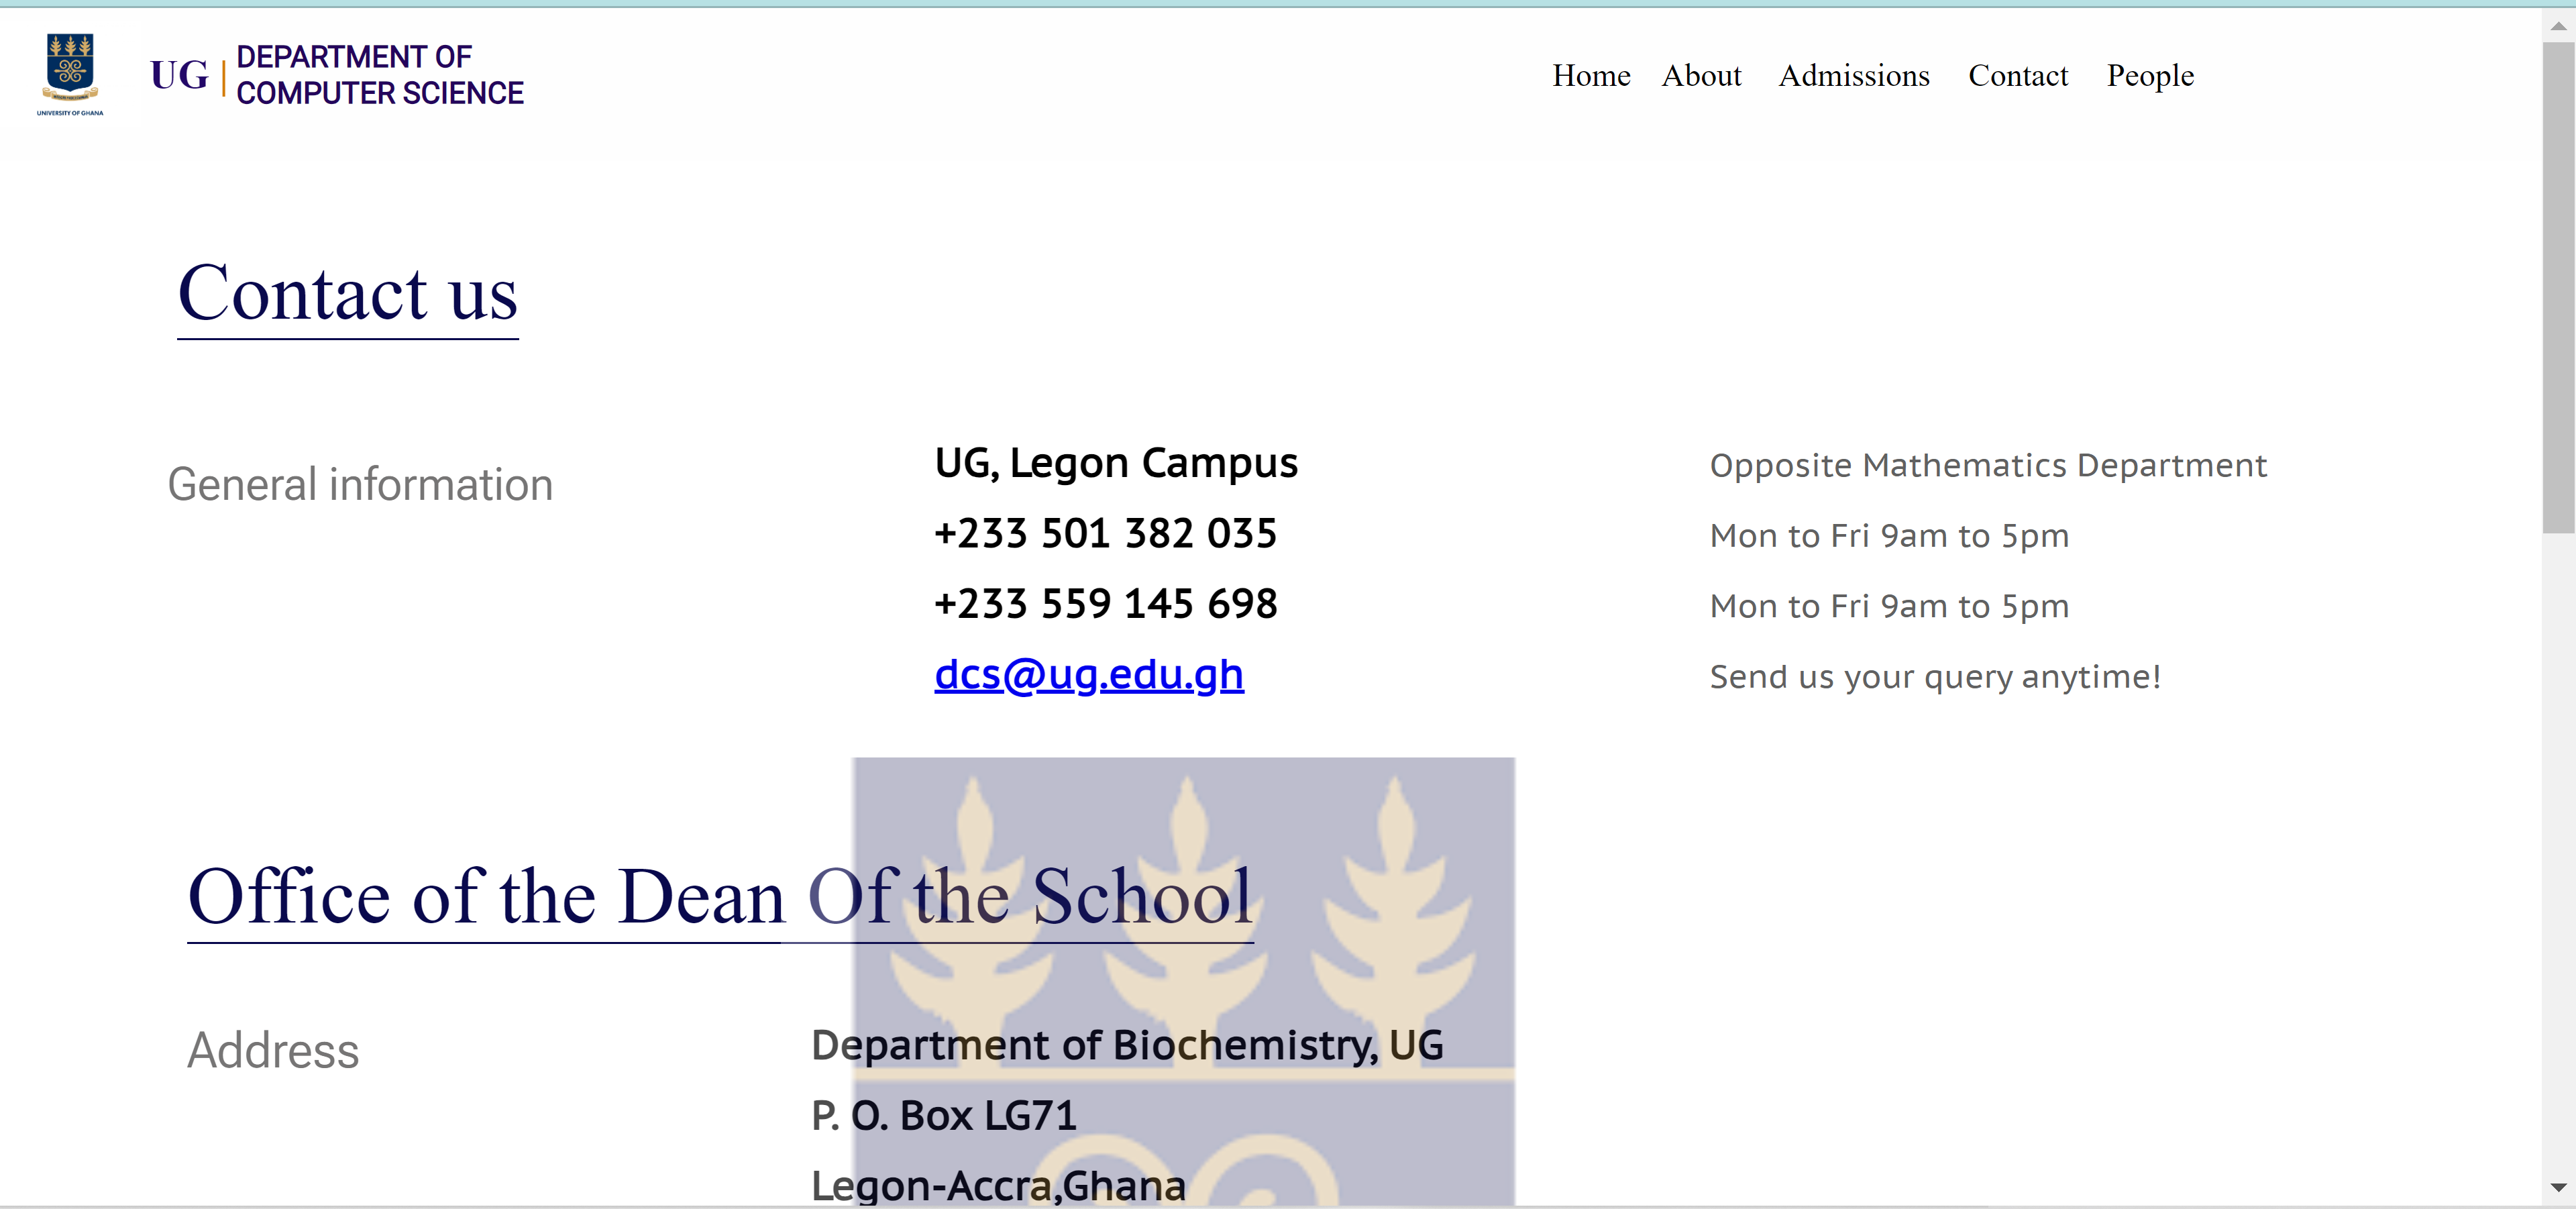 UNIVERSITY OF GHANA
UG
DEPARTMENT OF
COMPUTER SCIENCE
Home About Admissions Contact People
Contact us
General information
UG, Legon Campus
Opposite Mathematics Department
+233 501 382 035
Mon to Fri 9am to 5pm
+233 559 145 698
Mon to Fri 9am to 5pm
dcs@ug.edu.gh
Send us your query anytime!
Office of the Dean Of the School
Address
Department of Biochemistry, UG
P. O. Box LG71
Legon-Accra,Ghana